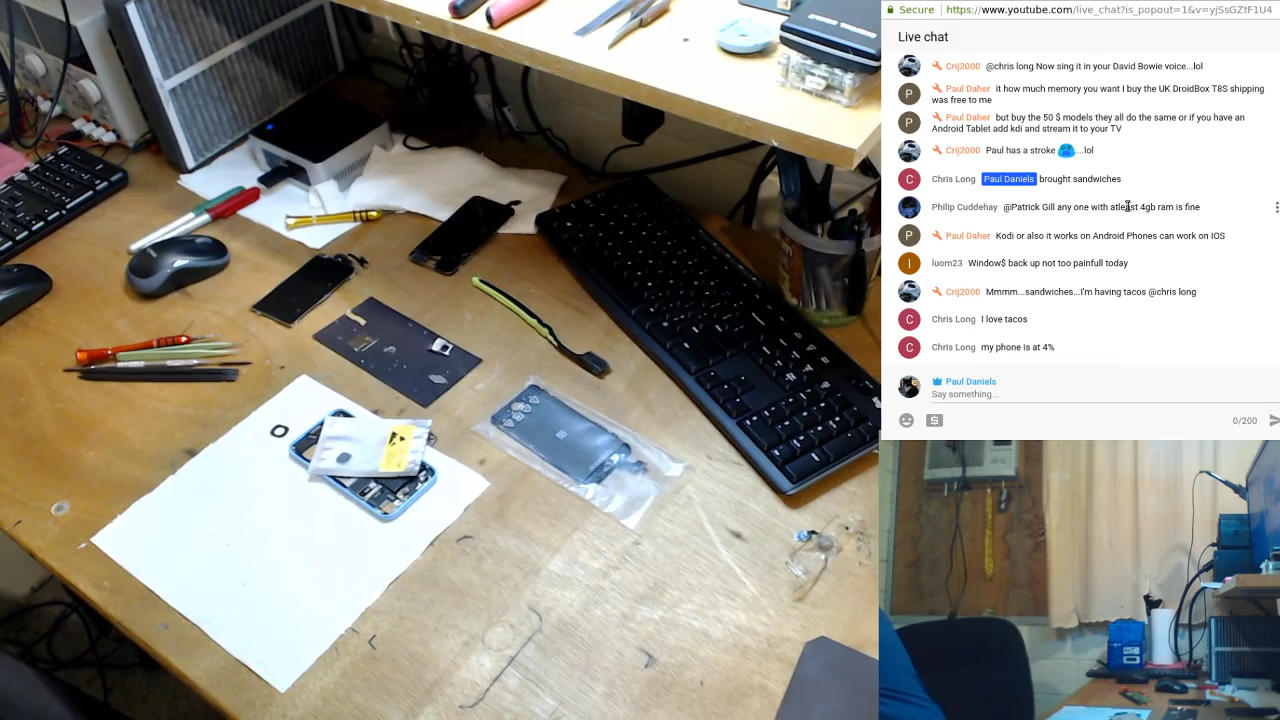 Secure https://www.youtube.com/live_chat?is_popout=1&v=yjSsGZtF1U4
Live chat
Crij2000 @chris long Now sing it in your David Bowie voice...lol
Paul Daher it how much memory you want I buy the UK DroidBox T8S shipping
was free to me
Paul Daher but buy the 50 $ models they all do the same or if you have an
Android Tablet add kdi and stream it to your TV
Crij2000 Paul has a stroke ....lol
Chris Long Paul Daniels brought sandwiches
Philip Cuddehay @Patrick Gill any one with atleast 4gb ram is fine
Paul Daher Kodi or also it works on Android Phones can work on IOS
luom23 Window$ back up not too painfull today
Crij2000 Mmmm...sandwiches...I'm having tacos @chris long
Chris Long I love tacos
Chris Long my phone is at 4%
Paul Daniels
Say something...
0/200